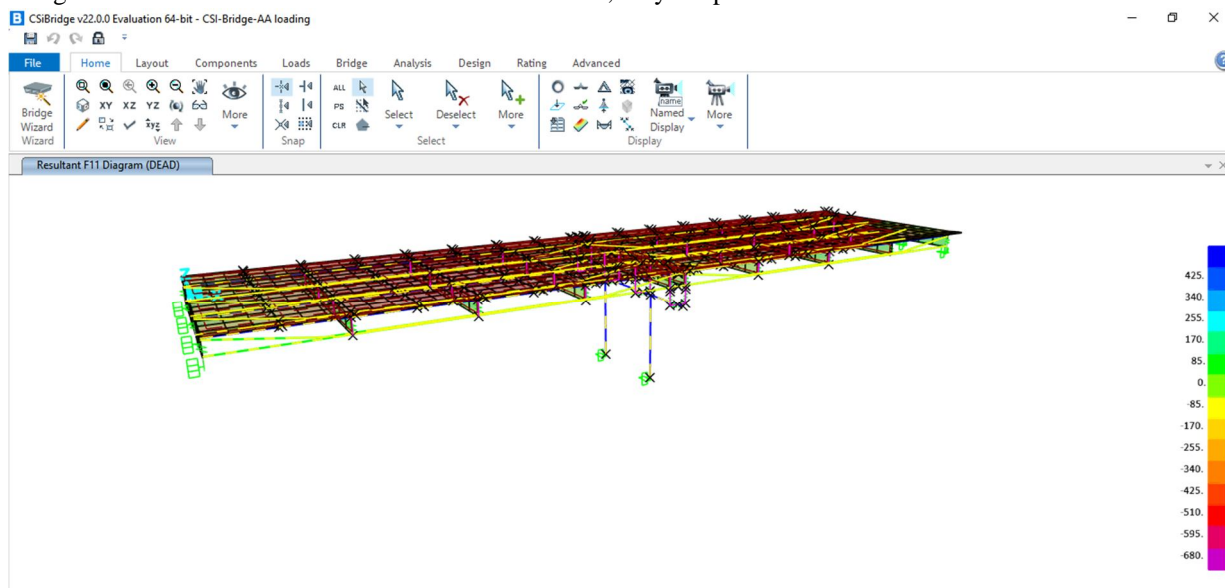 CSiBridge v22.0.0 Evaluation 64-bit - CSI-Bridge-AA loading
File Home Layout Components Loads Bridge Analysis Design Rating Advanced
Bridge Wizard
Wizard
XY XZ YZ
xyz
More
View
Snap
ALL
PS
CLR
Select
Deselect
More
Select
name
Named Display
More
Display
Resultant F11 Diagram (DEAD)
Z
425.
340.
255.
170.
85.
0.
-85.
-170.
-255.
-340.
-425.
-510.
-595.
-680.